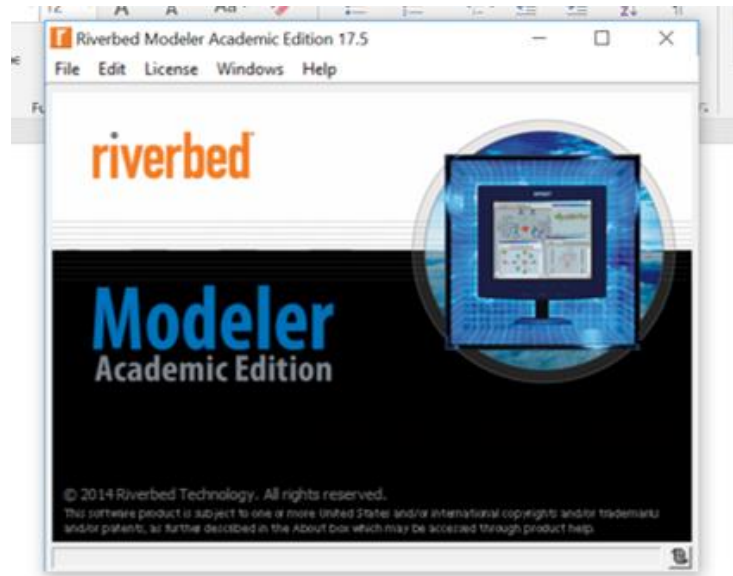 12 A A Aa
Riverbed Modeler Academic Edition 17.5
File Edit License Windows Help
riverbed
Modeler
Academic Edition
© 2014 Riverbed Technology. All rights reserved.
This software product is subject to one or more United States and/or international copyrights and/or trademarks
and/or patents, as further described in the About box which may be accessed through product help.